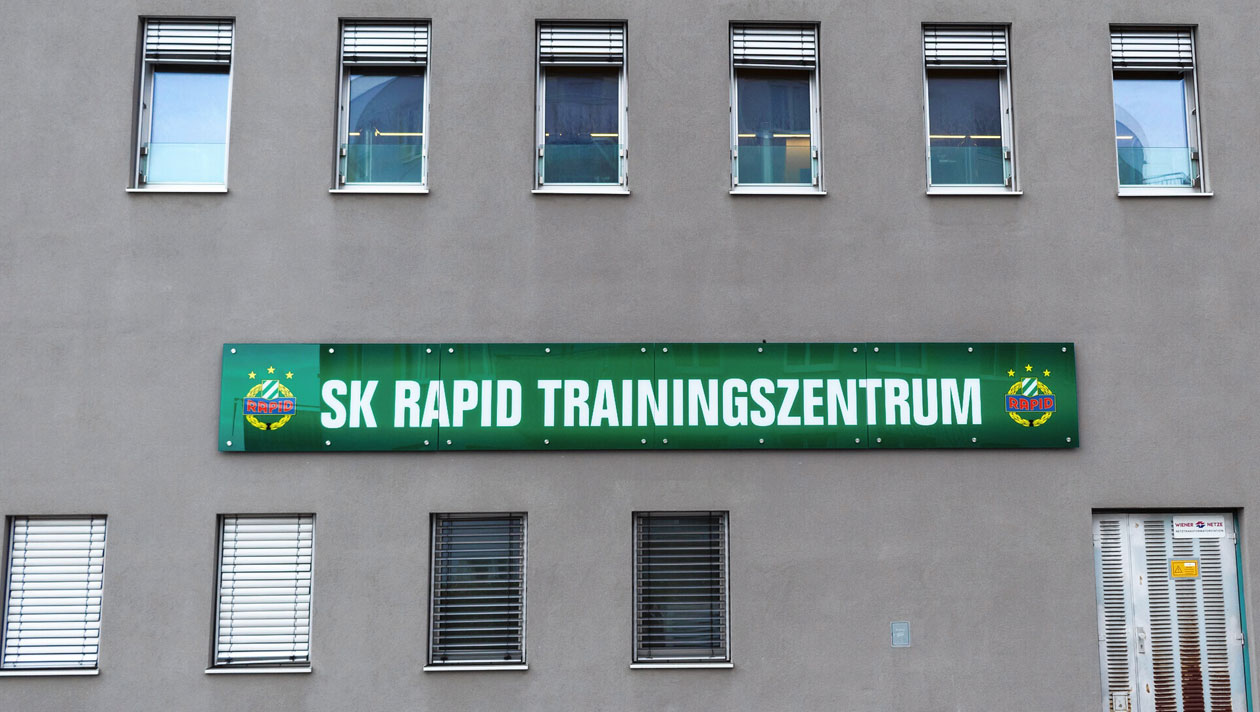 RAPID
SK RAPID TRAININGSZENTRUM
RAPID
WIENER NETZE